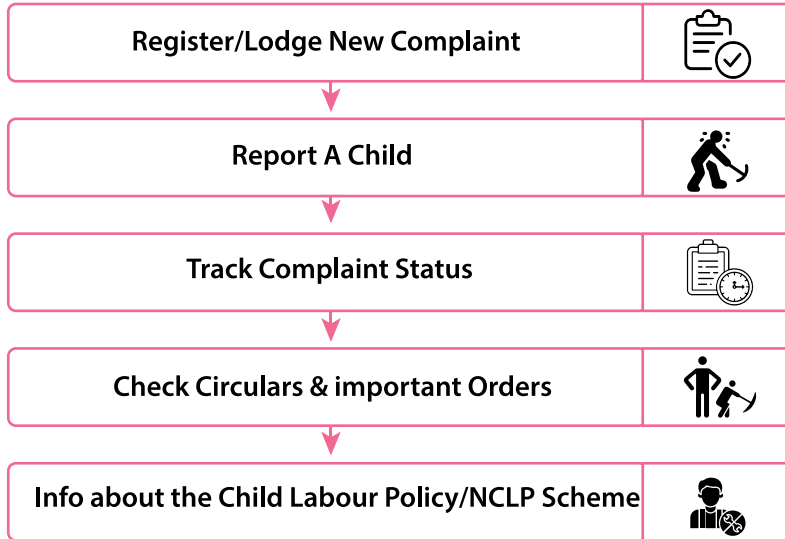 Register/Lodge New Complaint
Report A Child
Track Complaint Status
Check Circulars & important Orders
Info about the Child Labour Policy/NCLP Scheme